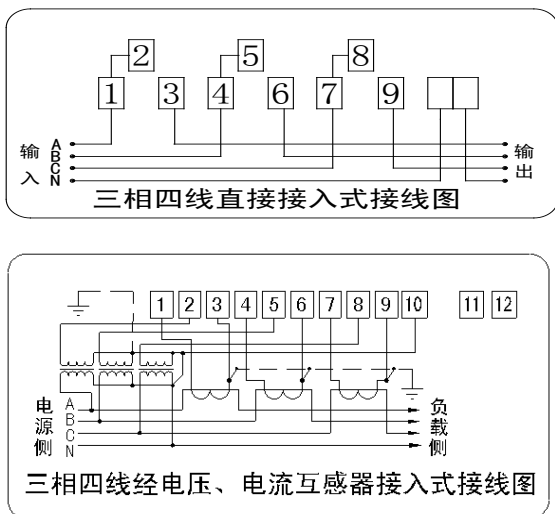 2 5 8
1 3 4 6 7 9
输入 A B C N 输出
三相四线直接接入式接线图
1 2 3 4 5 6 7 8 9 10 11 12
电源侧 A B C N 负载侧
三相四线经电压、电流互感器接入式接线图